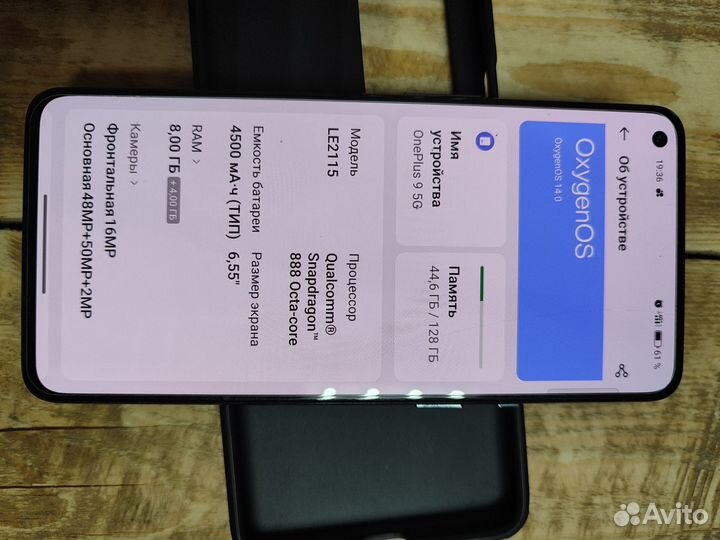 19:36
61 %
Об устройстве
OxygenOS
OxygenOS 14.0
Имя
устройства
OnePlus 9 5G
Память
44,6 ГБ / 128 ГБ
Модель
LE2115
Процессор
Qualcomm®
Snapdragon™
888 Octa-core
Емкость батареи
4500 мА·ч (ТИП)
Размер экрана
6,55"
RAM >
8,00 ГБ +4,00 ГБ
Камеры >
Фронтальная 16MP
Основная 48MP+50MP+2MP
Avito